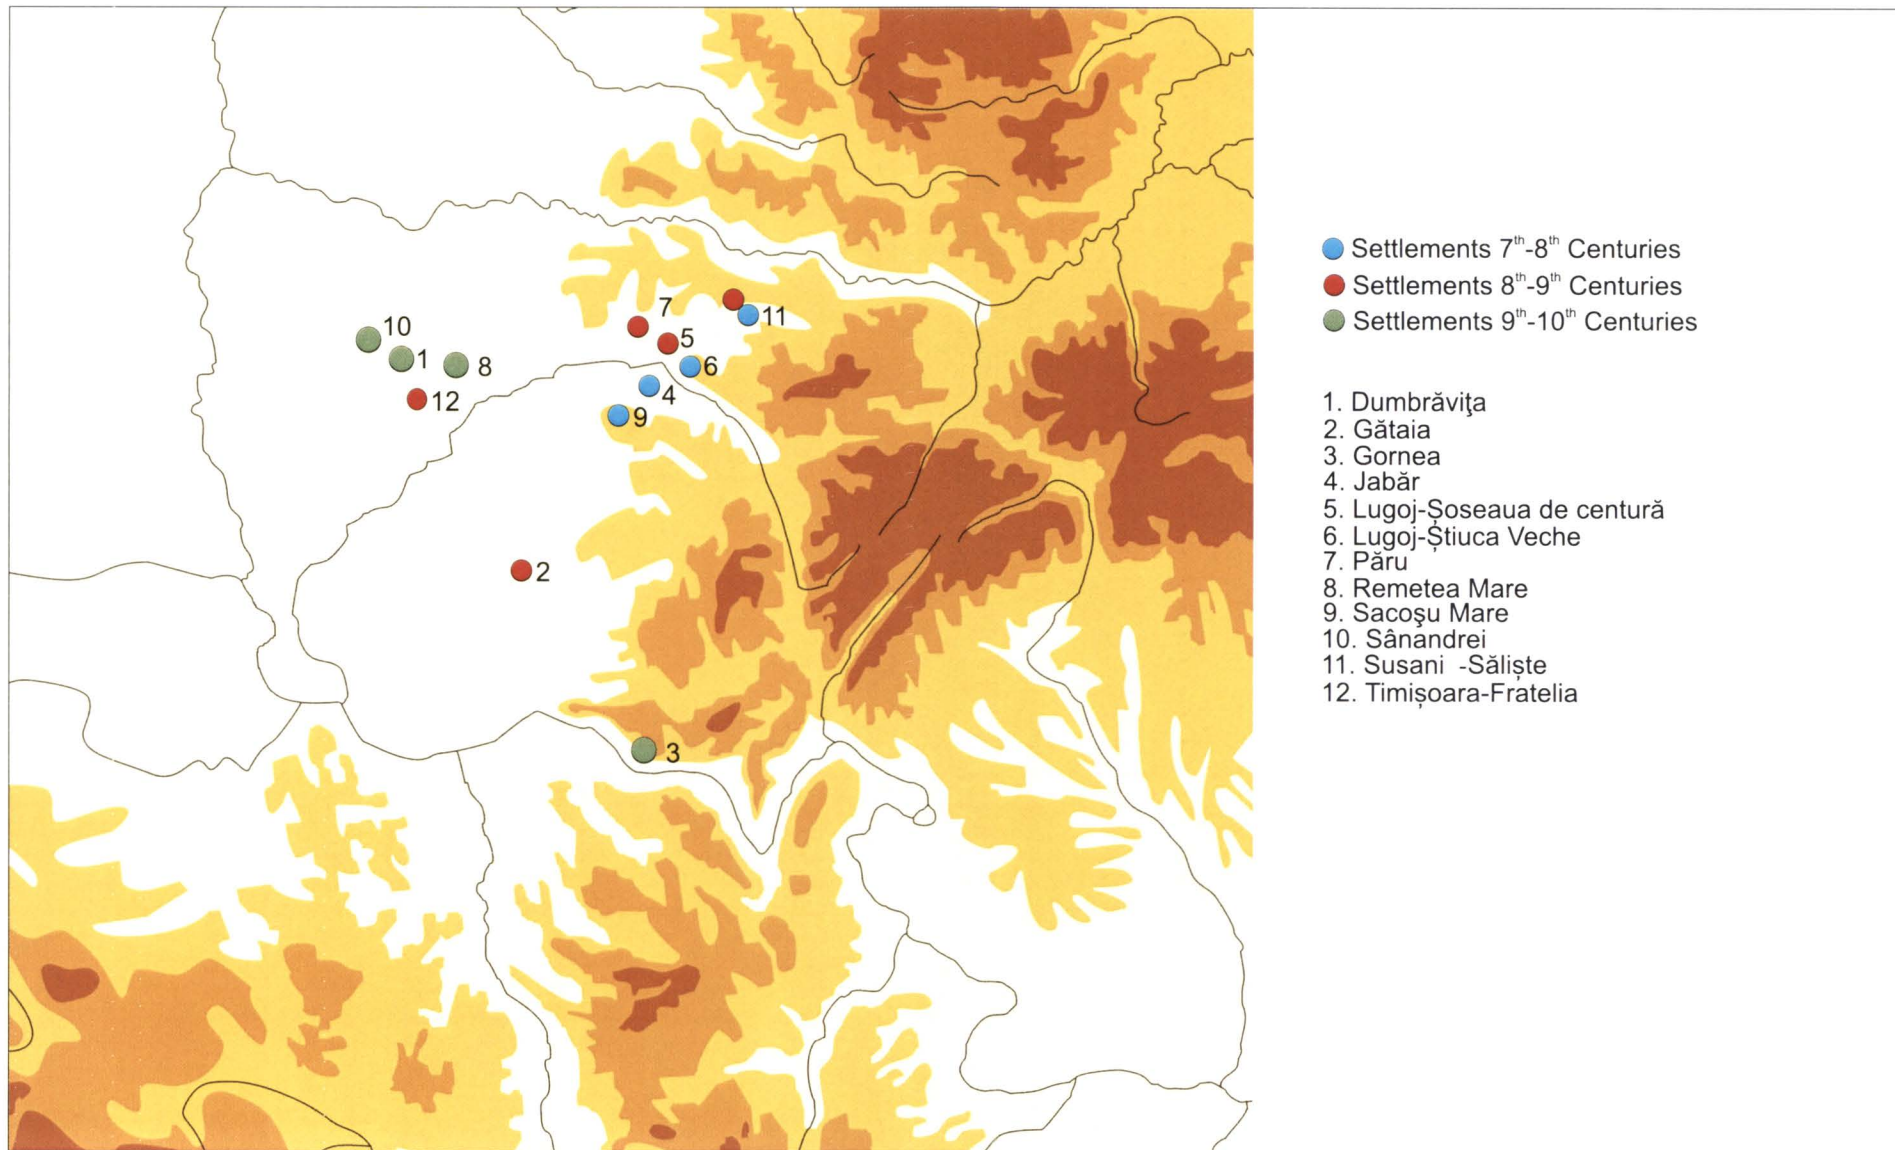 Settlements 7th-8th Centuries
Settlements 8th-9th Centuries
Settlements 9th-10th Centuries
1. Dumbrăviţa
2. Gătaia
3. Gornea
4. Jabăr
5. Lugoj-Șoseaua de centură
6. Lugoj-Știuca Veche
7. Păru
8. Remetea Mare
9. Sacoşu Mare
10. Sânandrei
11. Susani -Săliște
12. Timișoara-Fratelia
7
11
10
5
1
8
6
4
12
9
2
3